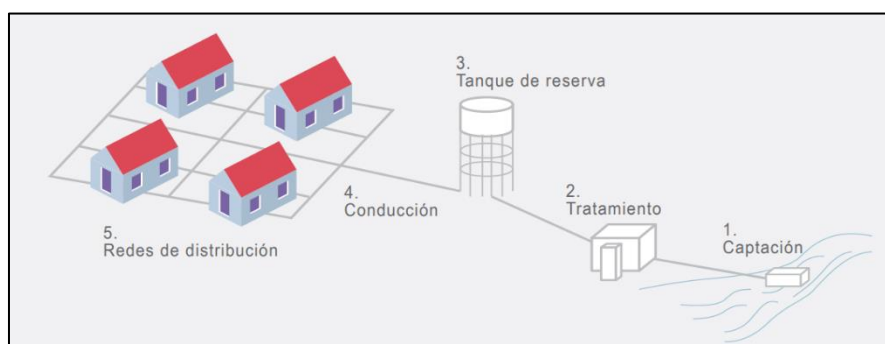 3.
Tanque de reserva
2.
Tratamiento
1.
Captación
4.
Conducción
5.
Redes de distribución